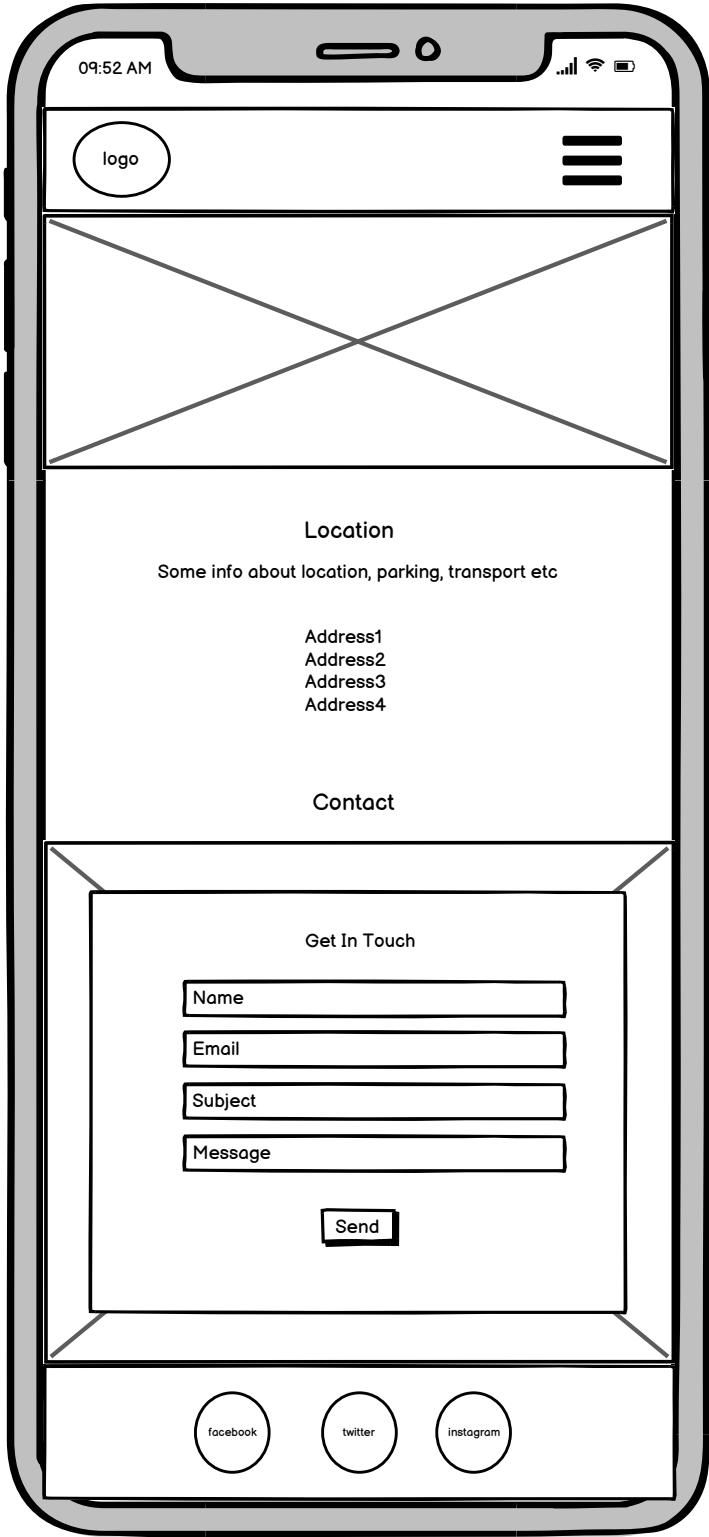 09:52 AM
logo
Location
Some info about location, parking, transport etc
Address1
Address2
Address3
Address4
Contact
Get In Touch
Name
Email
Subject
Message
Send
facebook
twitter
instagram